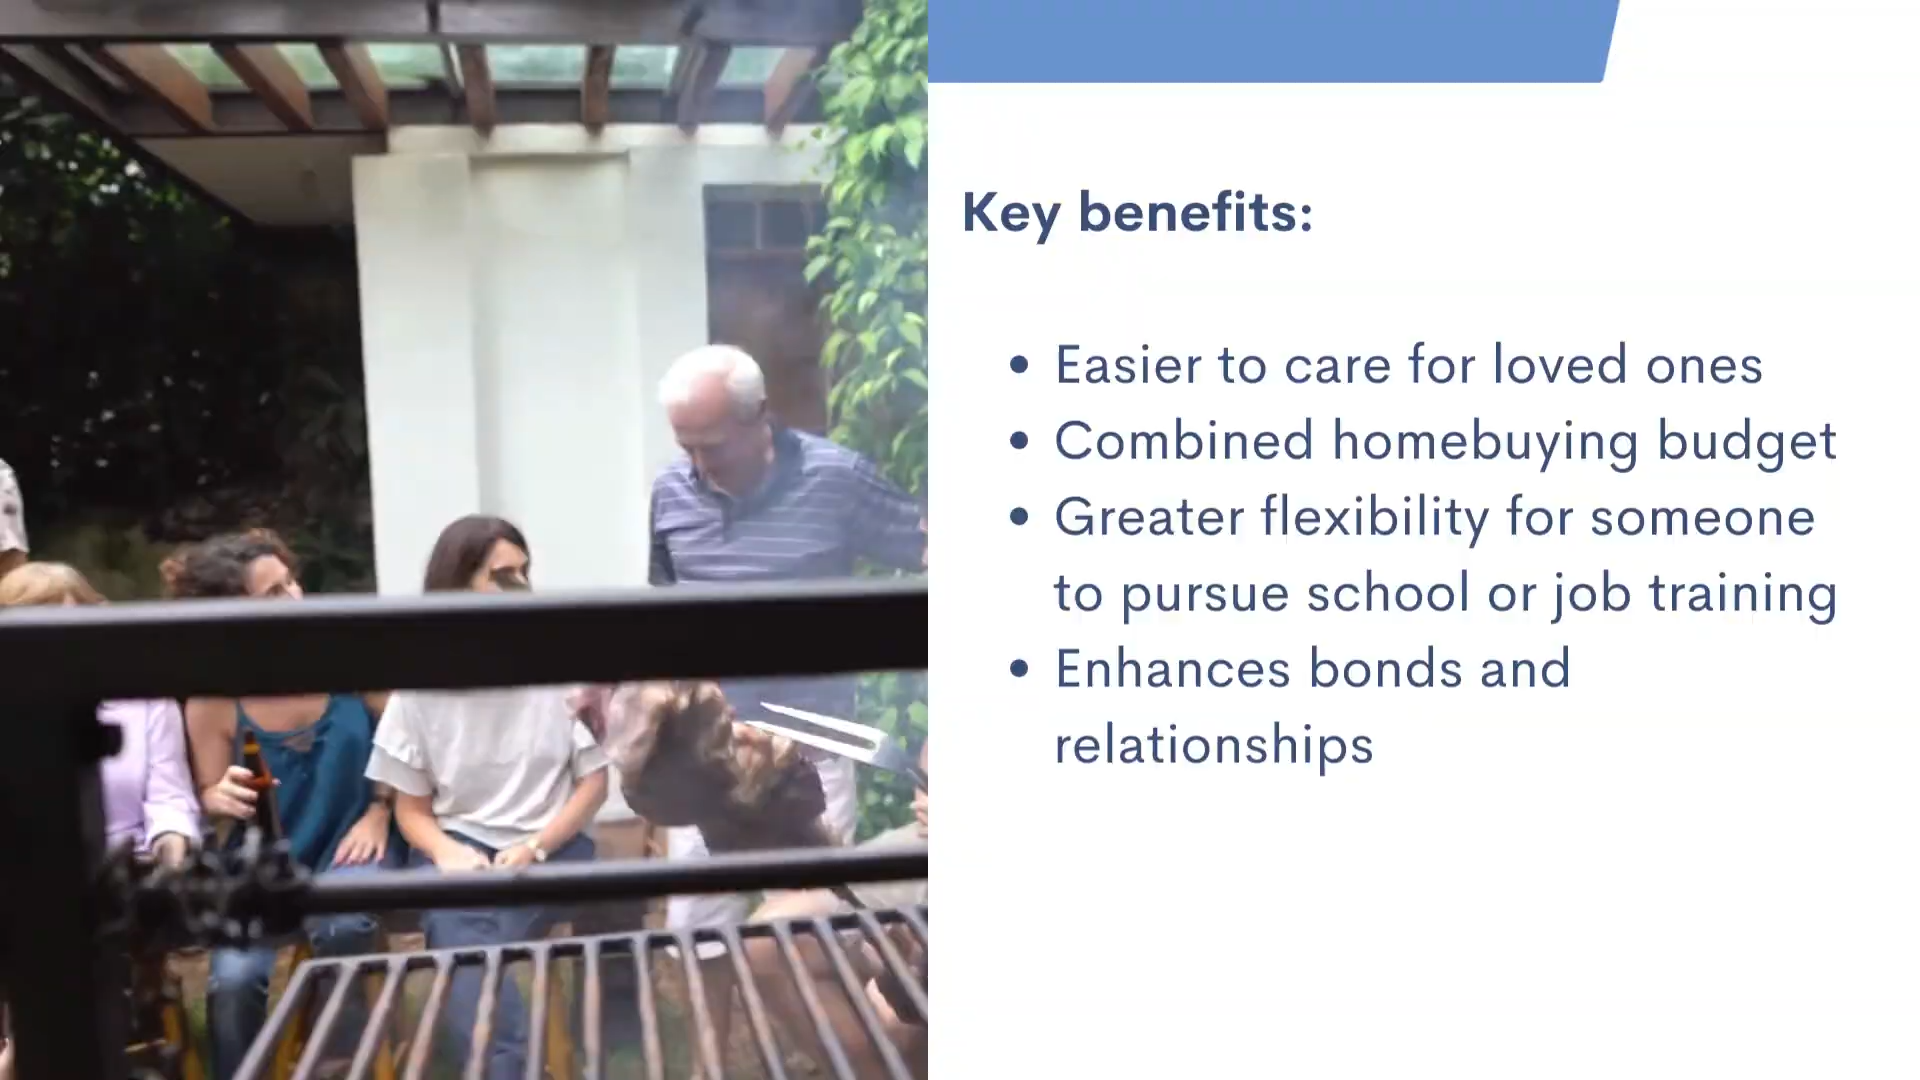 Key benefits:
• Easier to care for loved ones
• Combined homebuying budget
• Greater flexibility for someone
to pursue school or job training
• Enhances bonds and
relationships